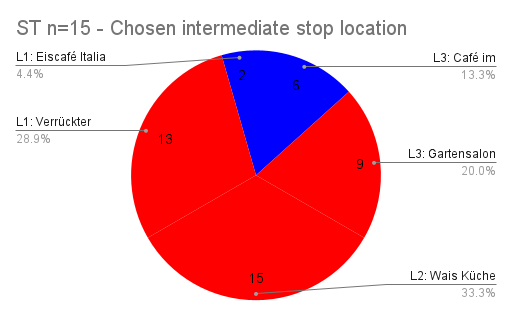 ST n=15 - Chosen intermediate stop location
L1: Eiscafé Italia
4.4%
L3: Café im
13.3%
2
6
L1: Verrückter
28.9%
13
9
L3: Gartensalon
20.0%
15
L2: Wais Küche
33.3%